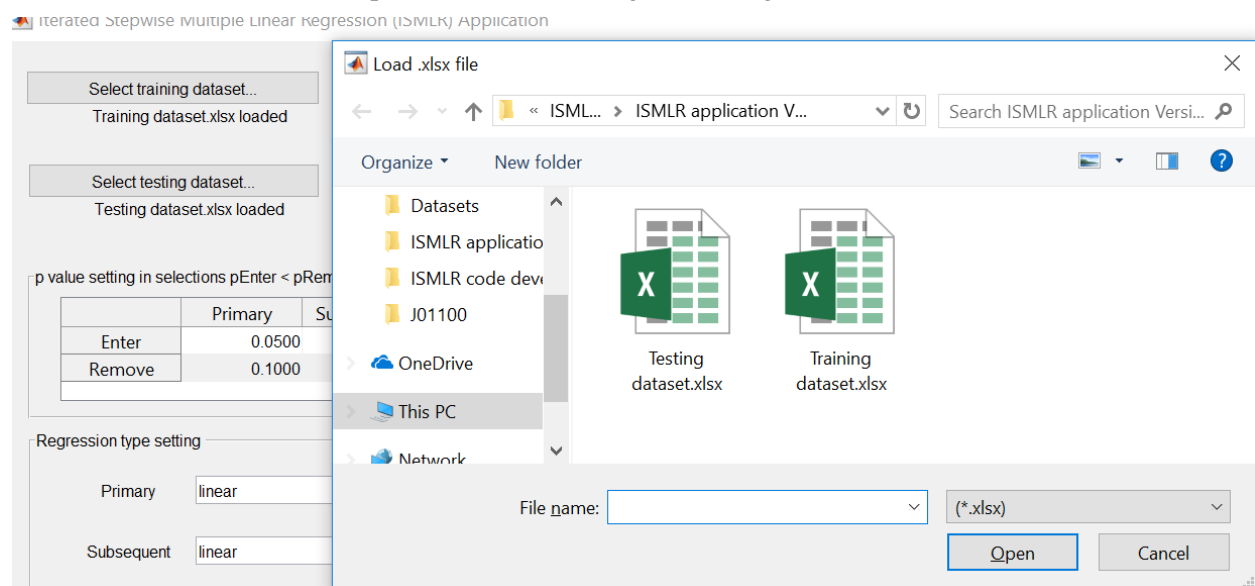 Iterated Stepwise Multiple Linear Regression (ISMLR) Application
Select training dataset...
Training dataset.xlsx loaded
Select testing dataset...
Testing dataset.xlsx loaded
p value setting in selections pEnter < pRem
Primary Su
Enter 0.0500
Remove 0.1000
Regression type setting
Primary linear
Subsequent linear
Load .xlsx file
« ISML... > ISMLR application V...
Search ISMLR application Versi...
Organize
New folder
?
Datasets
ISMLR applicatio
ISMLR code deve
J01100
OneDrive
This PC
Network
X
X
Testing
dataset.xlsx
Training
dataset.xlsx
File name:
(*.xlsx)
Open
Cancel